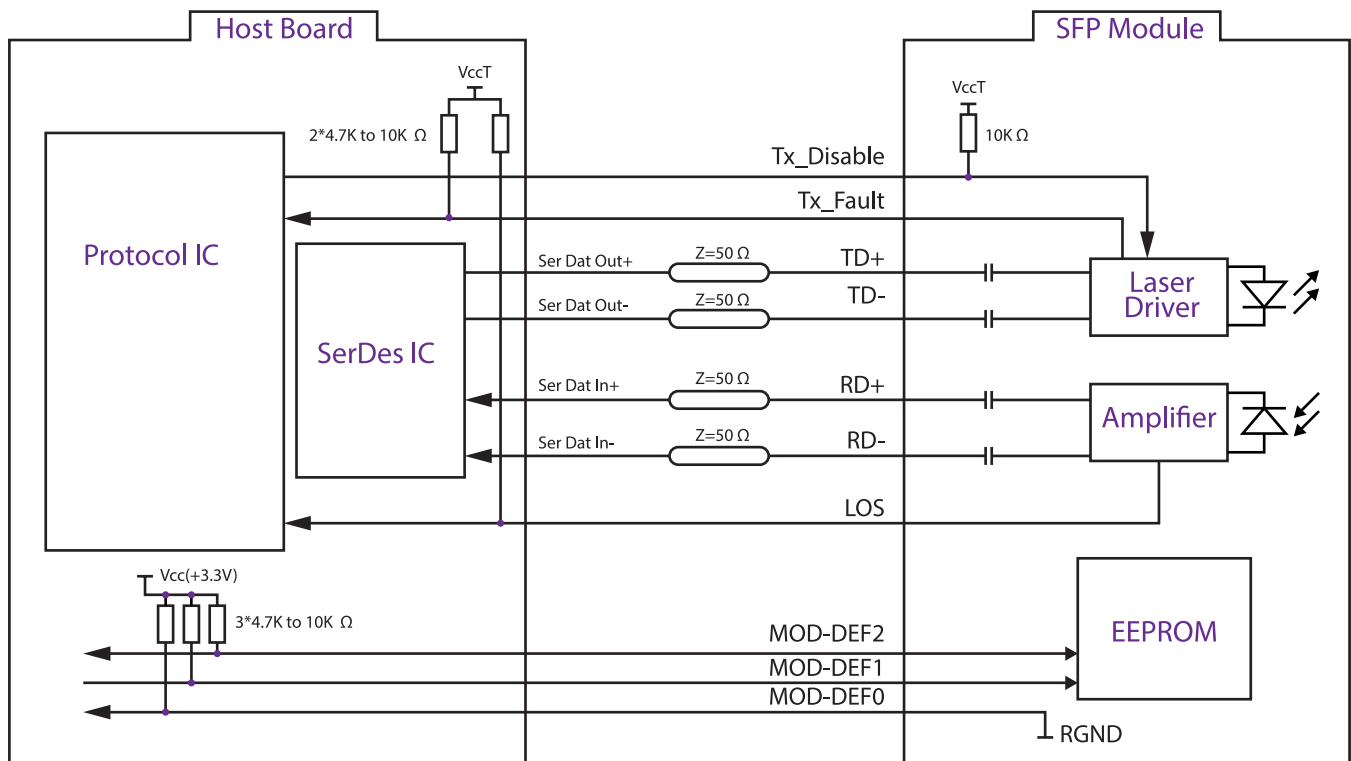 Host Board
SFP Module
VccT
VccT
2*4.7K to 10K Ω
10K Ω
Tx_Disable
Tx_Fault
Protocol IC
Ser Dat Out+
Z=50 Ω
TD+
Laser
Driver
Ser Dat Out-
Z=50 Ω
TD-
SerDes IC
Ser Dat In+
Z=50 Ω
RD+
Amplifier
Ser Dat In-
Z=50 Ω
RD-
LOS
Vcc(+3.3V)
3*4.7K to 10K Ω
MOD-DEF2
EEPROM
MOD-DEF1
MOD-DEF0
RGND